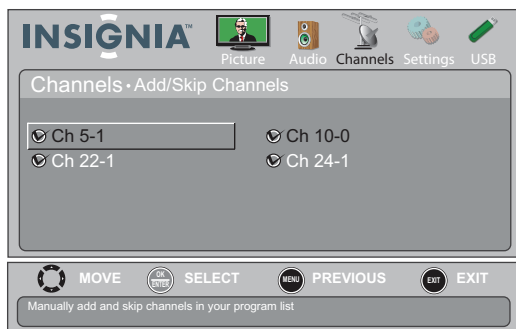 INSIGNIA™
Picture Audio Channels Settings USB
Channels • Add/Skip Channels
Ch 5-1 Ch 10-0
Ch 22-1 Ch 24-1
MOVE OK ENTER SELECT MENU PREVIOUS EXIT EXIT
Manually add and skip channels in your program list